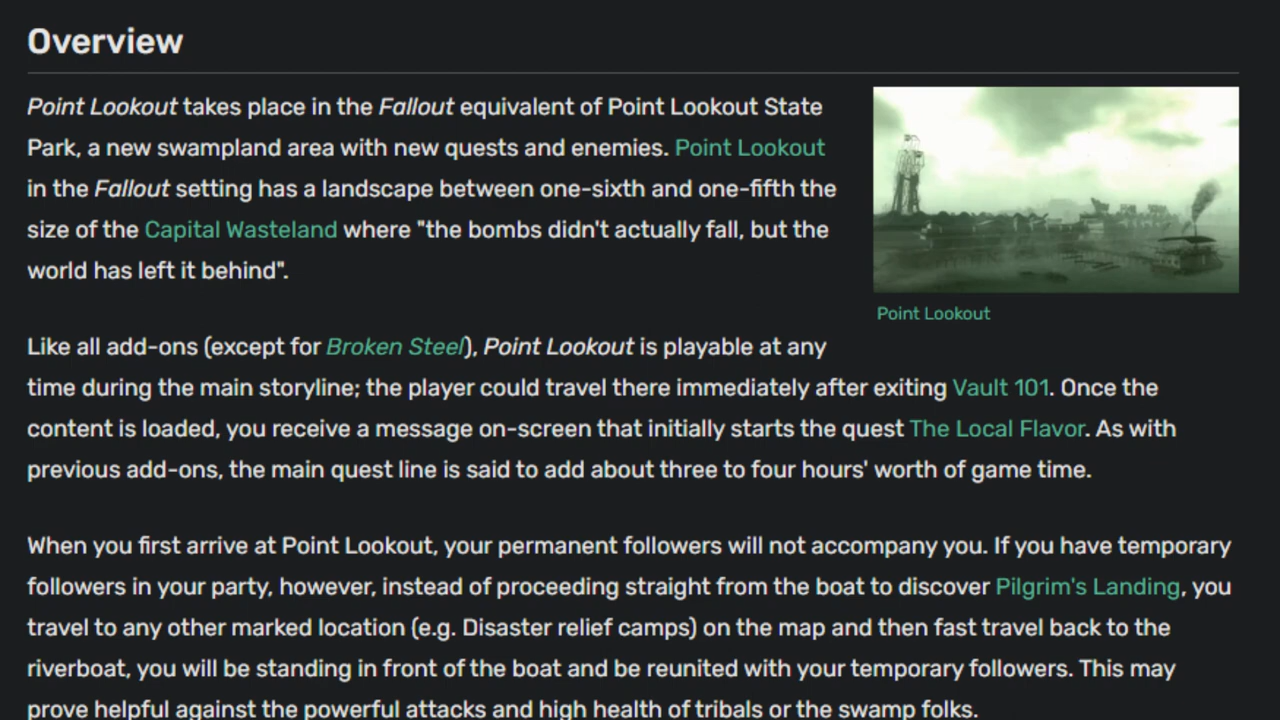 Overview
Point Lookout takes place in the Fallout equivalent of Point Lookout State
Park, a new swampland area with new quests and enemies. Point Lookout
in the Fallout setting has a landscape between one-sixth and one-fifth the
size of the Capital Wasteland where "the bombs didn't actually fall, but the
world has left it behind".
Point Lookout
Like all add-ons (except for Broken Steel), Point Lookout is playable at any
time during the main storyline; the player could travel there immediately after exiting Vault 101. Once the
content is loaded, you receive a message on-screen that initially starts the quest The Local Flavor. As with
previous add-ons, the main quest line is said to add about three to four hours' worth of game time.
When you first arrive at Point Lookout, your permanent followers will not accompany you. If you have temporary
followers in your party, however, instead of proceeding straight from the boat to discover Pilgrim's Landing, you
travel to any other marked location (e.g. Disaster relief camps) on the map and then fast travel back to the
riverboat, you will be standing in front of the boat and be reunited with your temporary followers. This may
prove helpful against the powerful attacks and high health of tribals or the swamp folks.